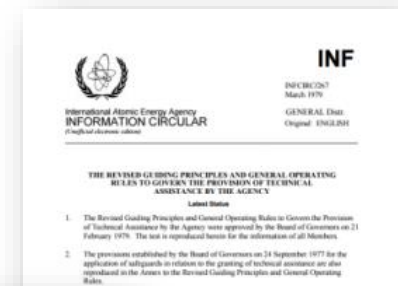 INF
INFCIRC/267
March 1979
International Atomic Energy Agency
GENERAL Distr.
INFORMATION CIRCULAR
Original: ENGLISH
(Unofficial electronic edition)
THE REVISED GUIDING PRINCIPLES AND GENERAL OPERATING
RULES TO GOVERN THE PROVISION OF TECHNICAL
ASSISTANCE BY THE AGENCY
Latest Status
1. The Revised Guiding Principles and General Operating Rules to Govern the Provision
of Technical Assistance by the Agency were approved by the Board of Governors on 21
February 1979. The text is reproduced herein for the information of all Members.
2. The provisions established by the Board of Governors on 24 September 1977 for the
application of safeguards in relation to the granting of technical assistance are also
reproduced in the Annex to the Revised Guiding Principles and General Operating
Rules.